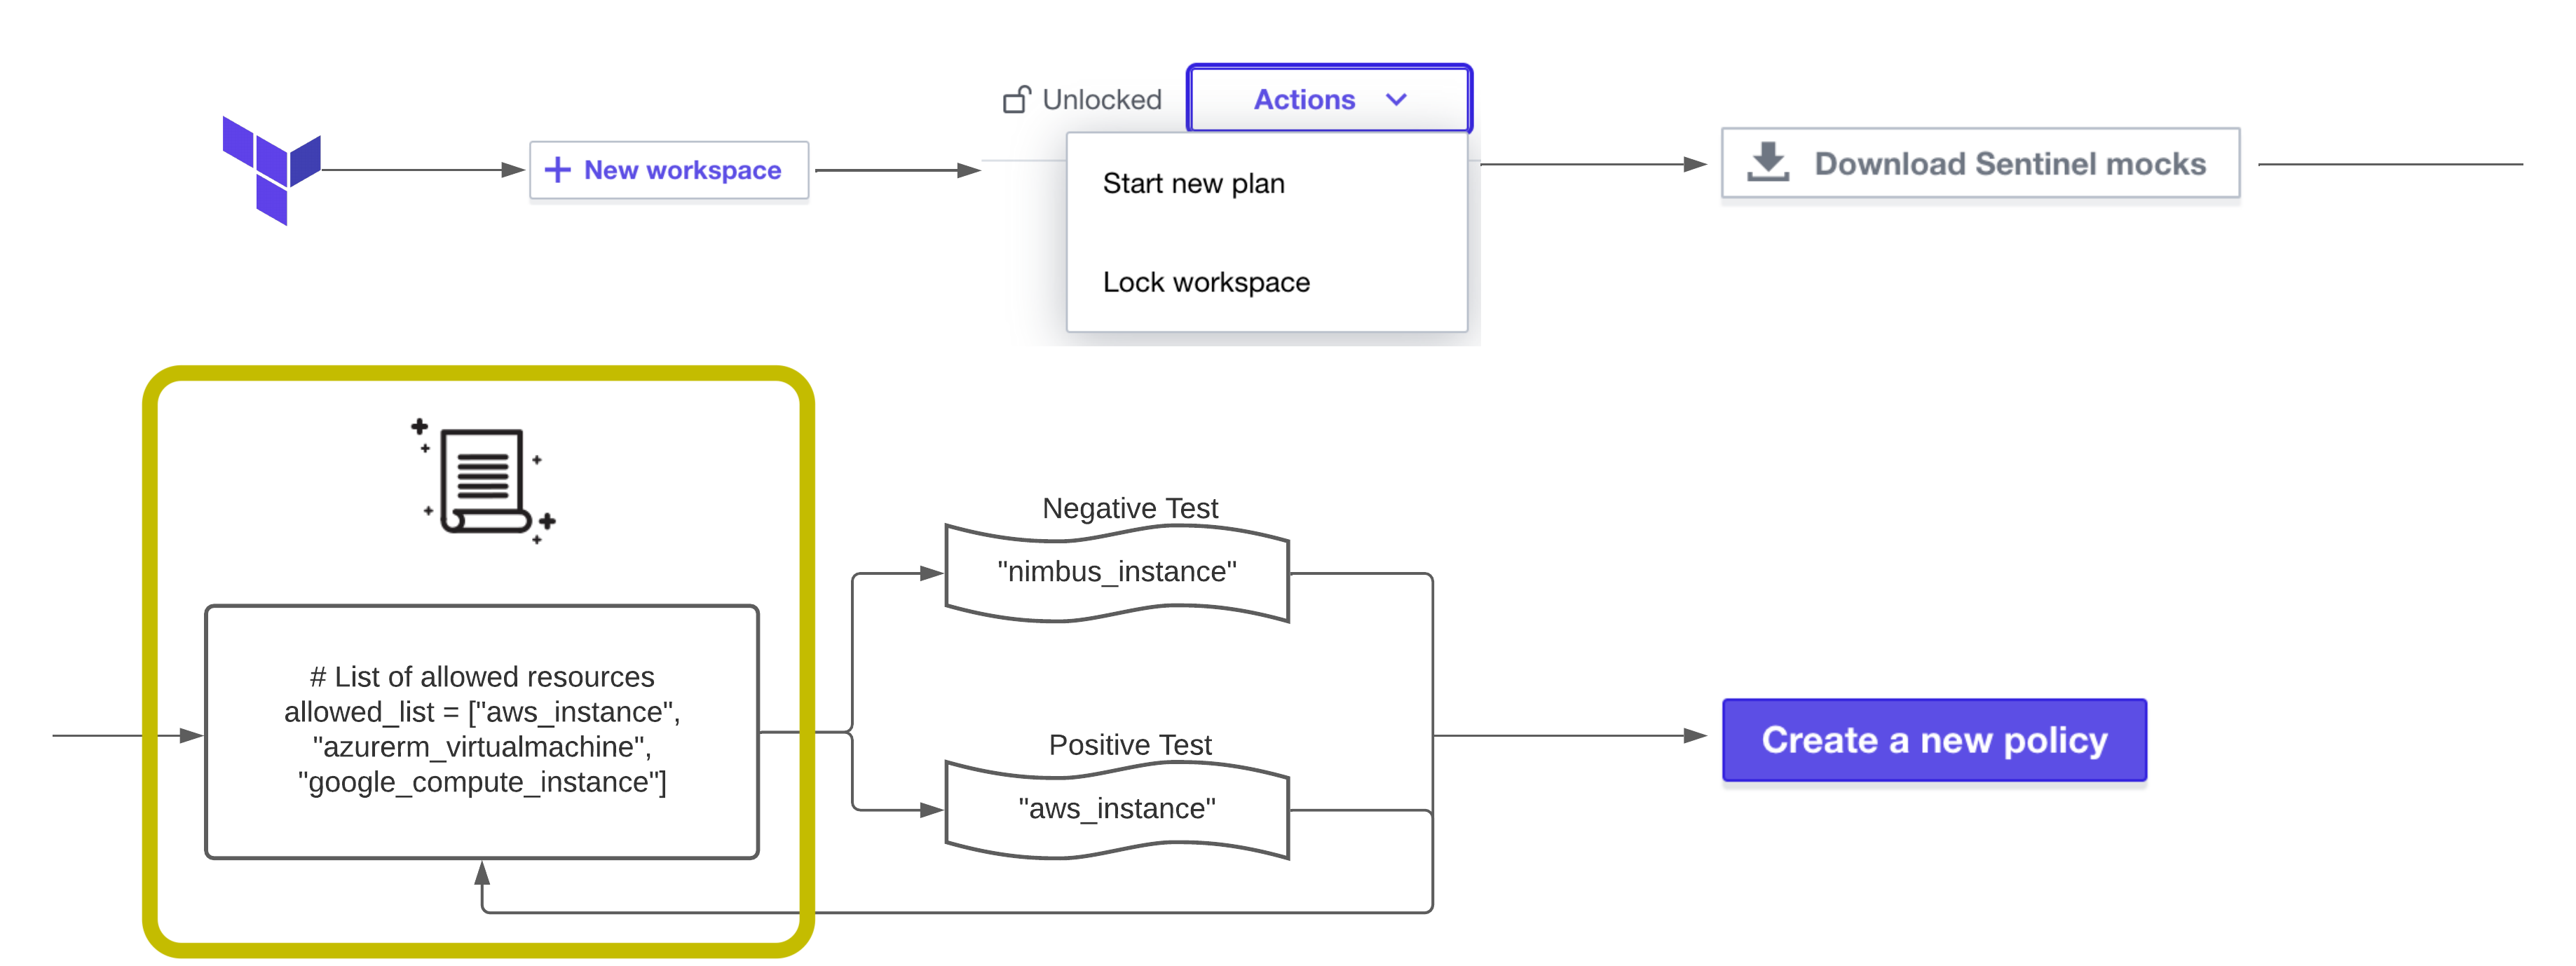 Unlocked
Actions
New workspace
Start new plan
Lock workspace
Download Sentinel mocks
# List of allowed resources
allowed_list = ["aws_instance",
"azurerm_virtualmachine",
"google_compute_instance"]
Negative Test
"nimbus_instance"
Positive Test
"aws_instance"
Create a new policy